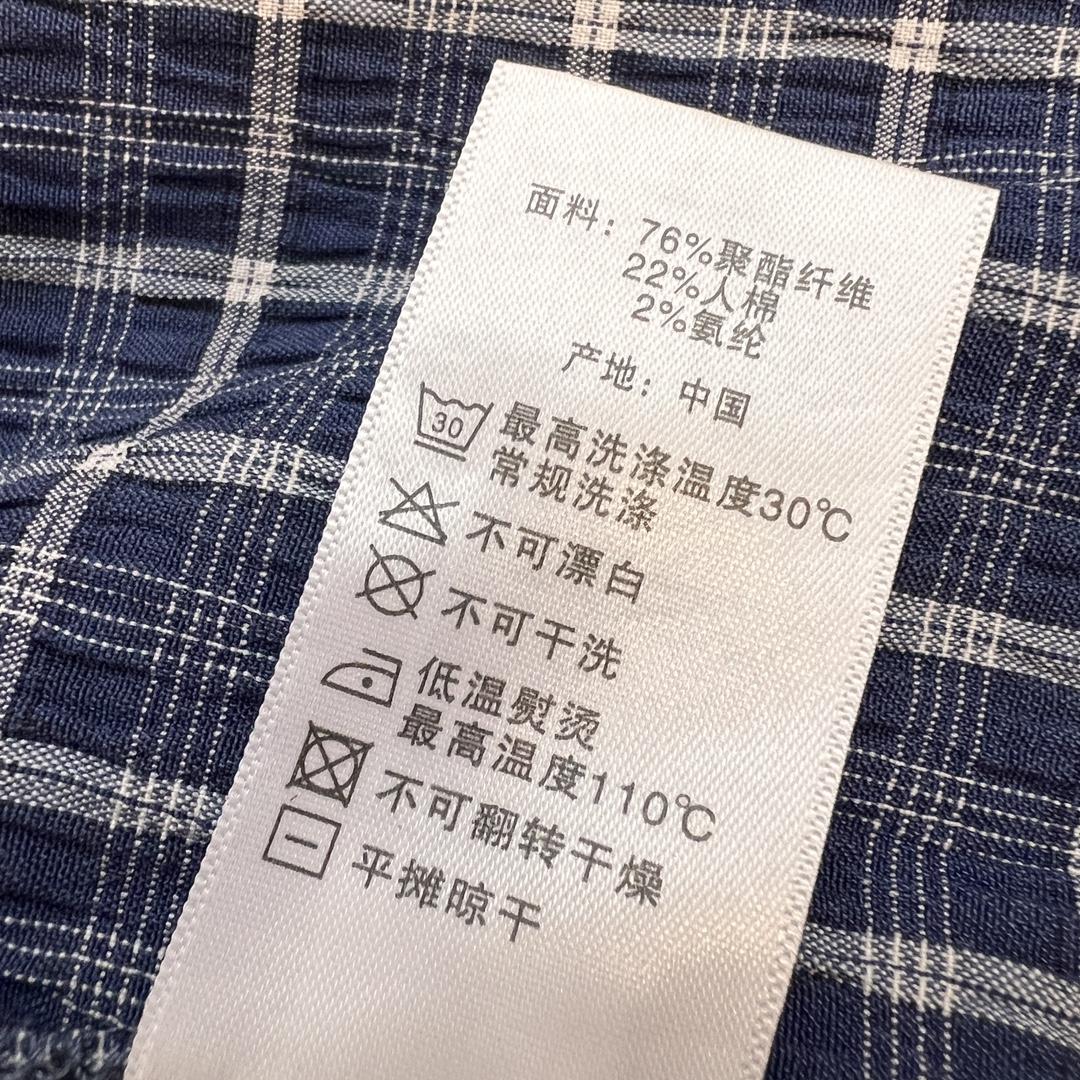 面料：76%聚酯纤维
22%人棉
2%氨纶
产地：中国
30 最高洗涤温度30℃
常规洗涤
不可漂白
不可干洗
低温熨烫
最高温度110℃
不可翻转干燥
平摊晾干